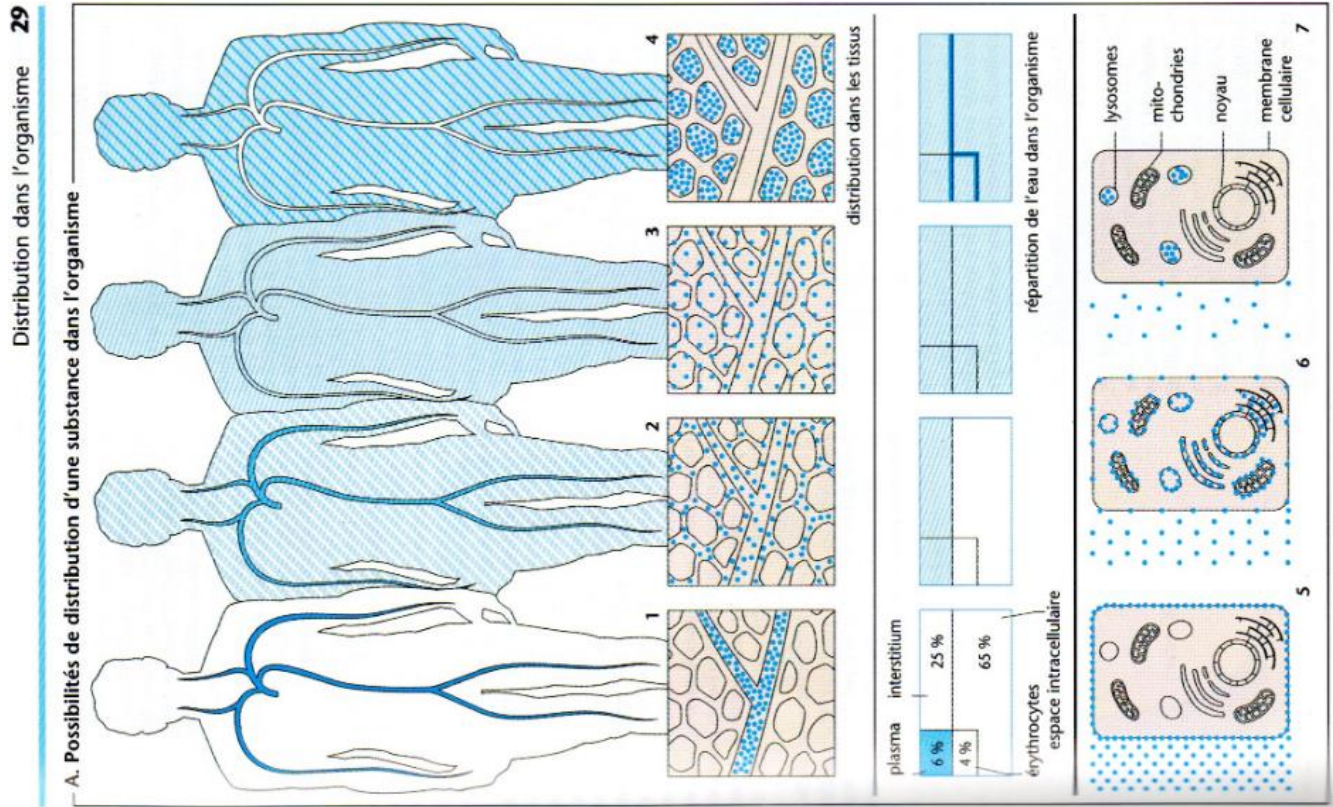 Distribution dans l'organisme 29
A. Possibilités de distribution d'une substance dans l'organisme
1
2
3
4
distribution dans les tissus
plasma
interstitium
6 %
25 %
4 %
65 %
érythrocytes
espace intracellulaire
répartition de l'eau dans l'organisme
5
6
7
lysosomes
mito-
chondries
noyau
membrane
cellulaire